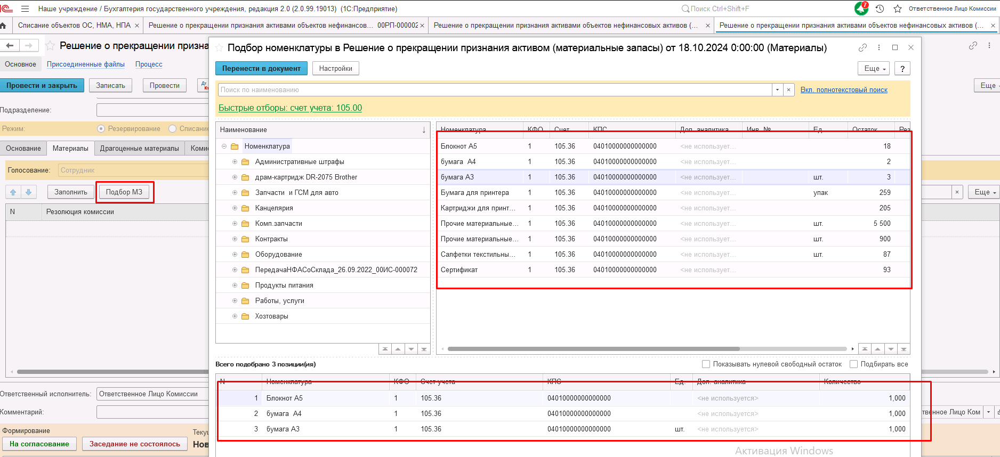 Наше учреждение / Бухгалтерия государственного учреждения, редакция 2.0 (2.0.99.19013) (1С:Предприятие)
Поиск Ctrl+Shift+F
7
Ответственное Лицо Комиссии
Списание объектов ОС, НМА, НПА ×
Решение о прекращении признания активами объектов нефинансов... 00РП-000002 ×
Решение о прекращении признания активами объектов нефинансовых активов (... ×
Решение о прекращении признания активами объектов нефинансовых активов (... ×
Решение о прекращении призна
Основное Присоединенные файлы Процесс
Провести и закрыть Записать Провести Дт Кт
Еще
Подразделение:
Режим: Резервирование Списание
Основание Материалы Драгоценные материалы Коми
Голосование: Сотрудник
Заполнить Подбор МЗ
× Еще
N Резолюция комиссии
Ответственный исполнитель: Ответственное Лицо Комиссии
Комментарий:
твенное Лицо Ком
Формирование
Теку
На согласование Заседание не состоялось Нов
Подбор номенклатуры в Решение о прекращении признания активом (материальные запасы) от 18.10.2024 0:00:00 (Материалы)
Перенести в документ Настройки Еще ?
Поиск по наименованию × Вкл. полнотекстовый поиск
Быстрые отборы: счет учета: 105.00
Наименование ↓
Номенклатура
Административные штрафы
драм-картридж DR-2075 Brother
Запчасти и ГСМ для авто
Канцелярия
Комп.запчасти
Контракты
Оборудование
ПередачаНФАСоСклада_26.09.2022_00ИС-000072
Продукты питания
Работы, услуги
Хозтовары
Номенклатура КФО Счет КПС Доп. аналитика Инв. № Ед. Остаток Рез
Блокнот А5 1 105.36 04010000000000000 <не использует... 18
бумага А4 1 105.36 04010000000000000 <не использует... 2
бумага А3 1 105.36 04010000000000000 <не использует... шт. 3
Бумага для принтера 1 105.36 04010000000000000 <не использует... упак 259
Картриджи для принт... 1 105.36 04010000000000000 <не использует... 205
Прочие материальные... 1 105.36 04010000000000000 <не использует... шт. 5 500
Прочие материальные... 1 105.36 04010000000000000 <не использует... шт. 900
Салфетки текстильны... 1 105.36 04010000000000000 <не использует... шт. 87
Сертификат 1 105.36 04010000000000000 <не использует... 93
Всего подобрано 3 позиции(ия)
Показывать нулевой свободный остаток Подбирать все
N Номенклатура КФО Счет учета КПС Ед. Доп. аналитика Количество
1 Блокнот А5 1 105.36 04010000000000000 <не используется> 1,000
2 бумага А4 1 105.36 04010000000000000 <не используется> 1,000
3 бумага А3 1 105.36 04010000000000000 шт. <не используется> 1,000
Активация Windows